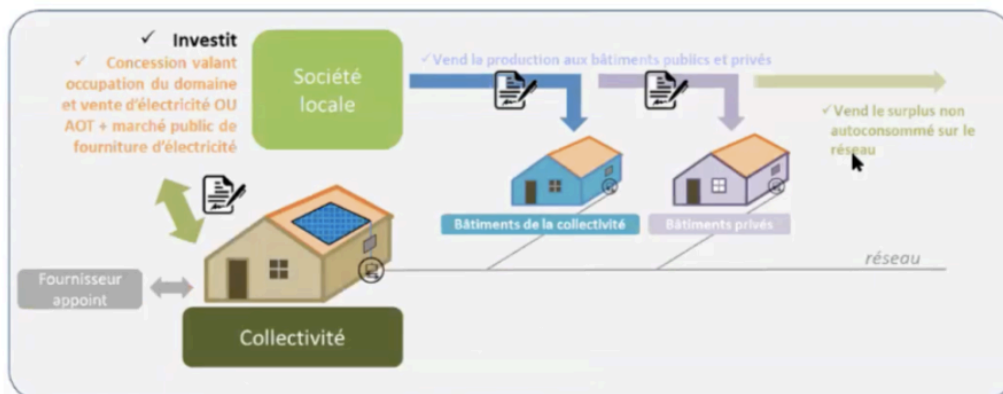 ✓ Investit
✓ Concession valant
occupation du domaine
et vente d'électricité OU
AOT + marché public de
fourniture d'électricité
Société
locale
✓ Vend la production aux bâtiments publics et privés
✓ Vend le surplus non
autoconsommé sur le
réseau
Bâtiments de la collectivité
Bâtiments privés
réseau
Fournisseur
appoint
Collectivité